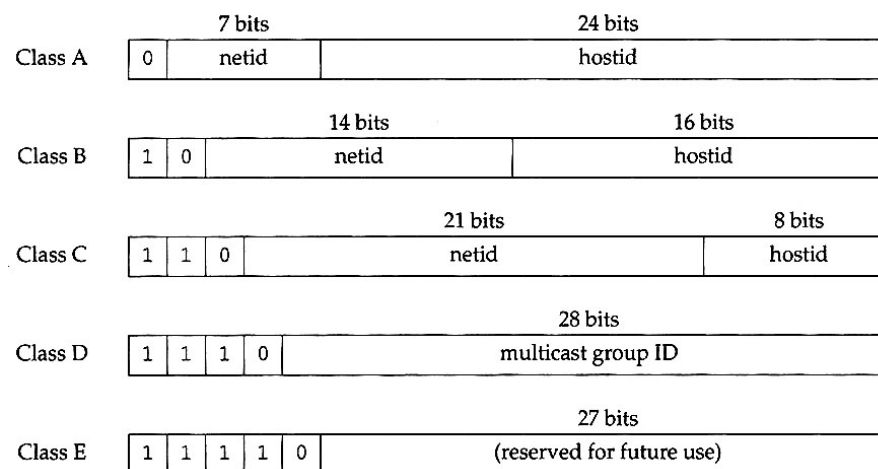 7 bits 24 bits
Class A 0 netid hostid
14 bits 16 bits
Class B 1 0 netid hostid
21 bits 8 bits
Class C 1 1 0 netid hostid
28 bits
Class D 1 1 1 0 multicast group ID
27 bits
Class E 1 1 1 1 0 (reserved for future use)